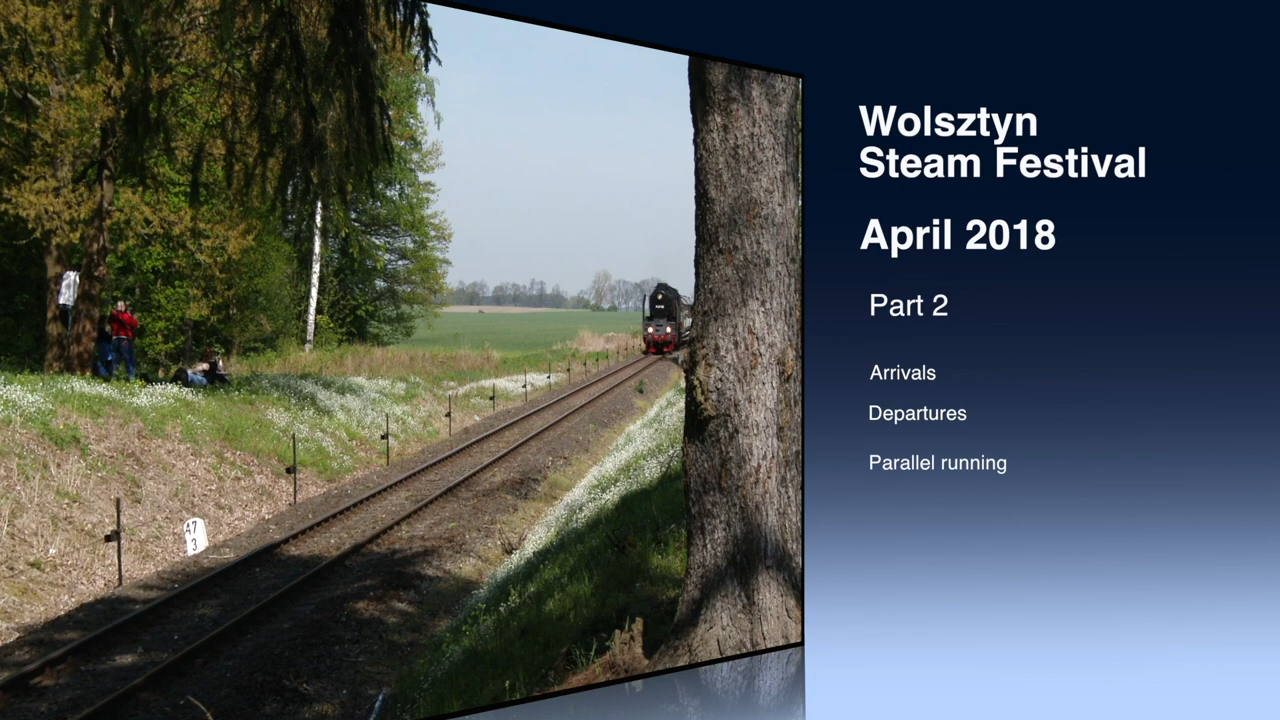 Wolsztyn
Steam Festival
April 2018
Part 2
Arrivals
Departures
Parallel running
47
3